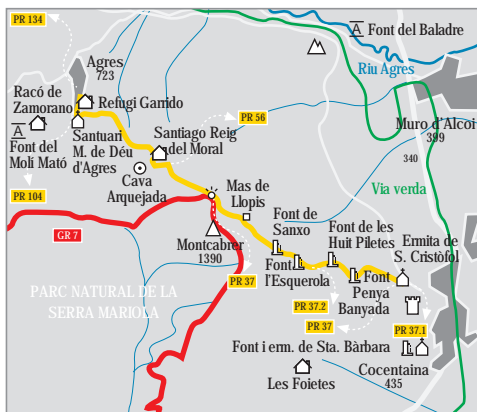 PR 134
Font del Baladre
Riu Agres
Agres
723
Racó de
Zamorano
Refugi Garrido
Font del
Molí Mató
Santuari
M. de Déu
d'Agres
Santiago Reig
del Moral
PR 56
Muro d'Alcoi
399
340
Cava
Arquejada
PR 104
GR 7
Mas de
Llopis
Via verda
Font de
Sanxo
Font de les
Huit Piletes
Ermita de
S. Cristòfol
Montcabrer
1390
Font
l'Esquerola
Font
Penya
Banyada
PR 37
PARC NATURAL DE LA
SERRA MARIOLA
PR 37.2
PR 37
PR 37.1
Font i erm. de Sta. Bàrbara
Les Foietes
Cocentaina
435